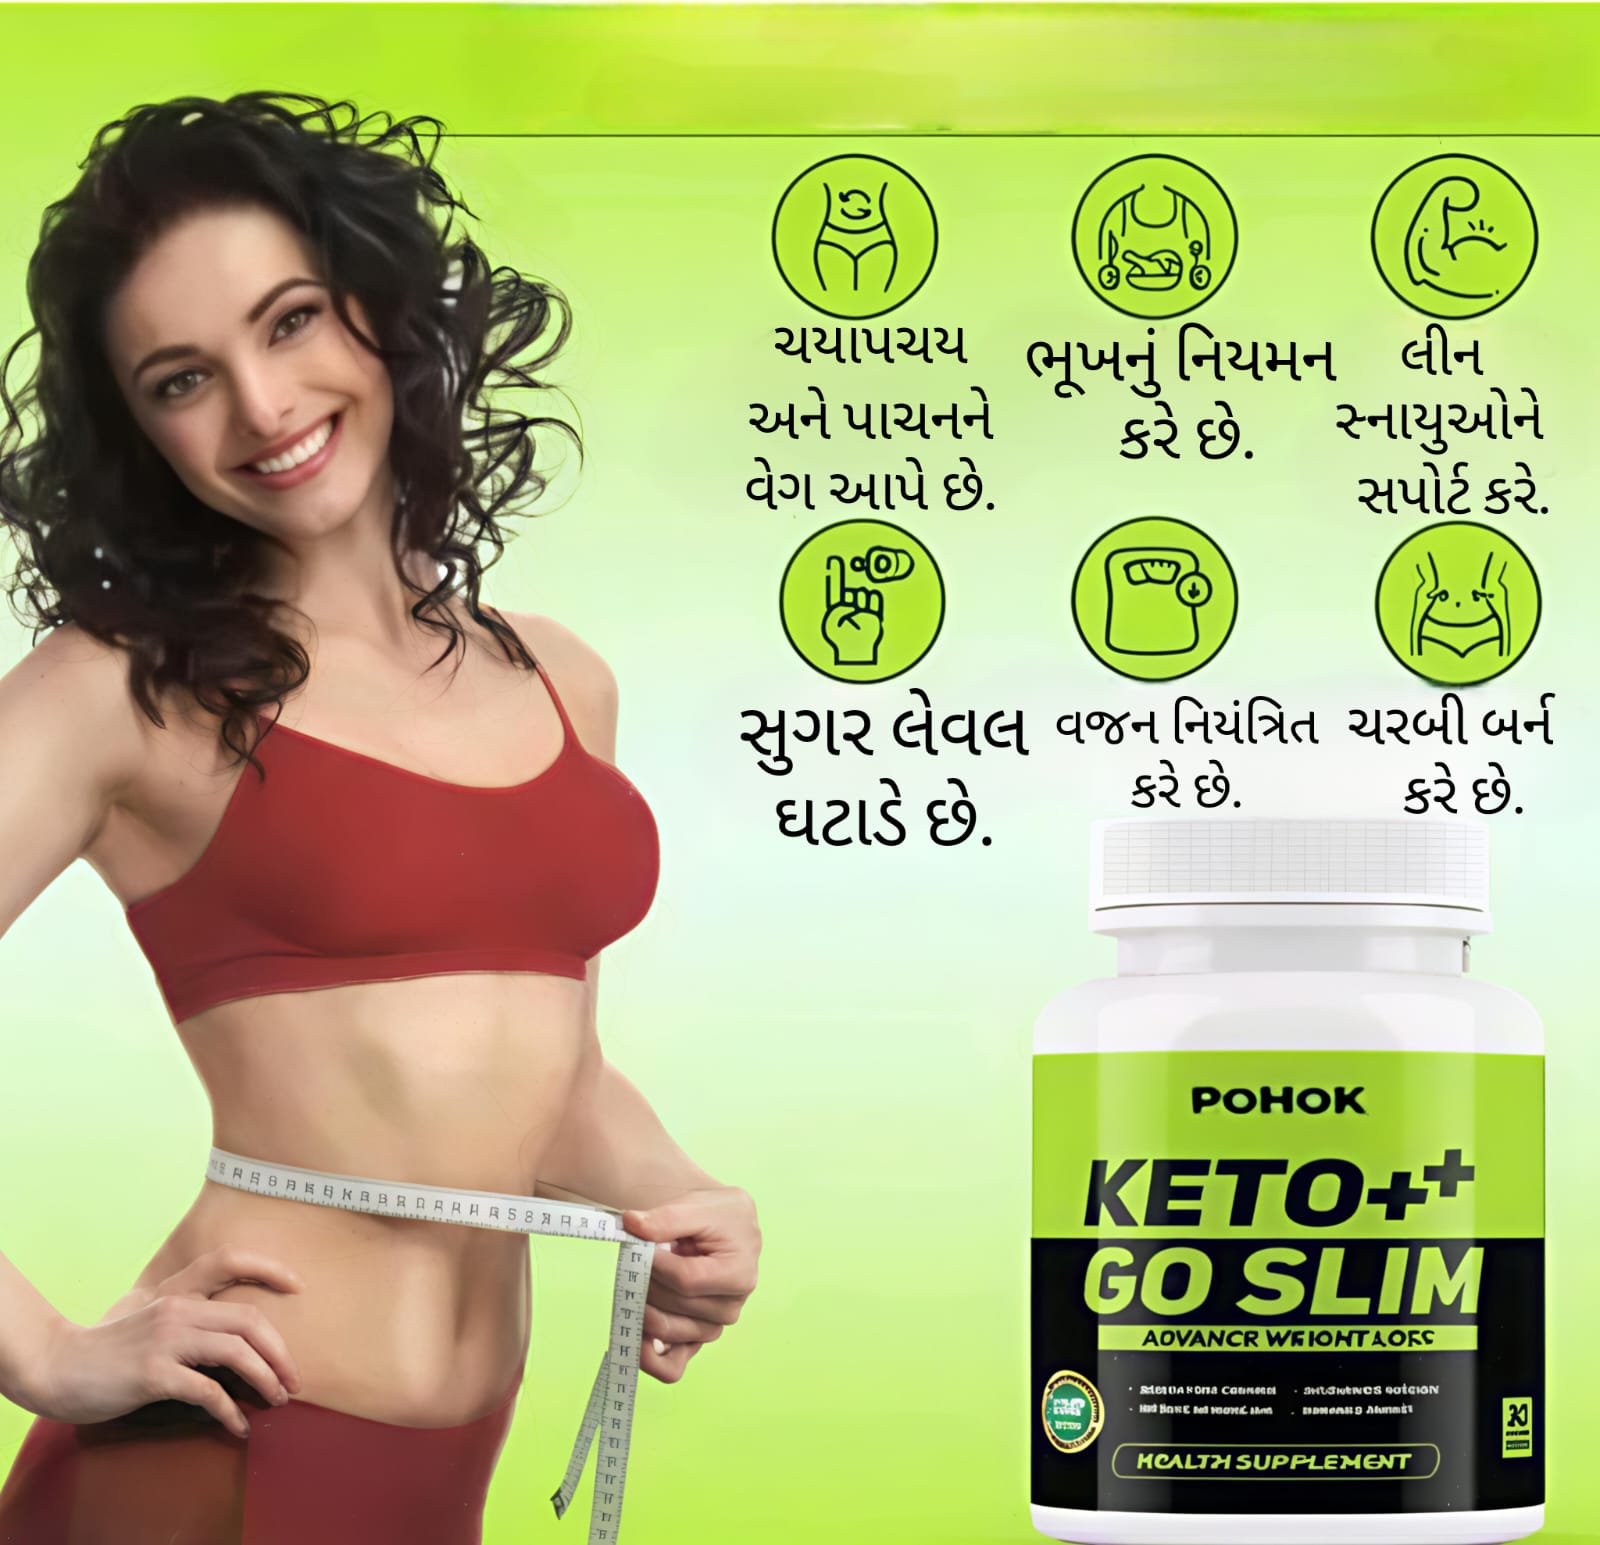 ચયાપચય
અને પાચનને
વેગ આપે છે.
ભૂખનું નિયમન
કરે છે.
લીન
સ્નાયુઓને
સપોર્ટ કરે.
સુગર લેવલ
ઘટાડે છે.
વજન નિયંત્રિત
કરે છે.
ચરબી બર્ન
કરે છે.
POHOK
KETO++
GO SLIM
HEALTH SUPPLEMENT